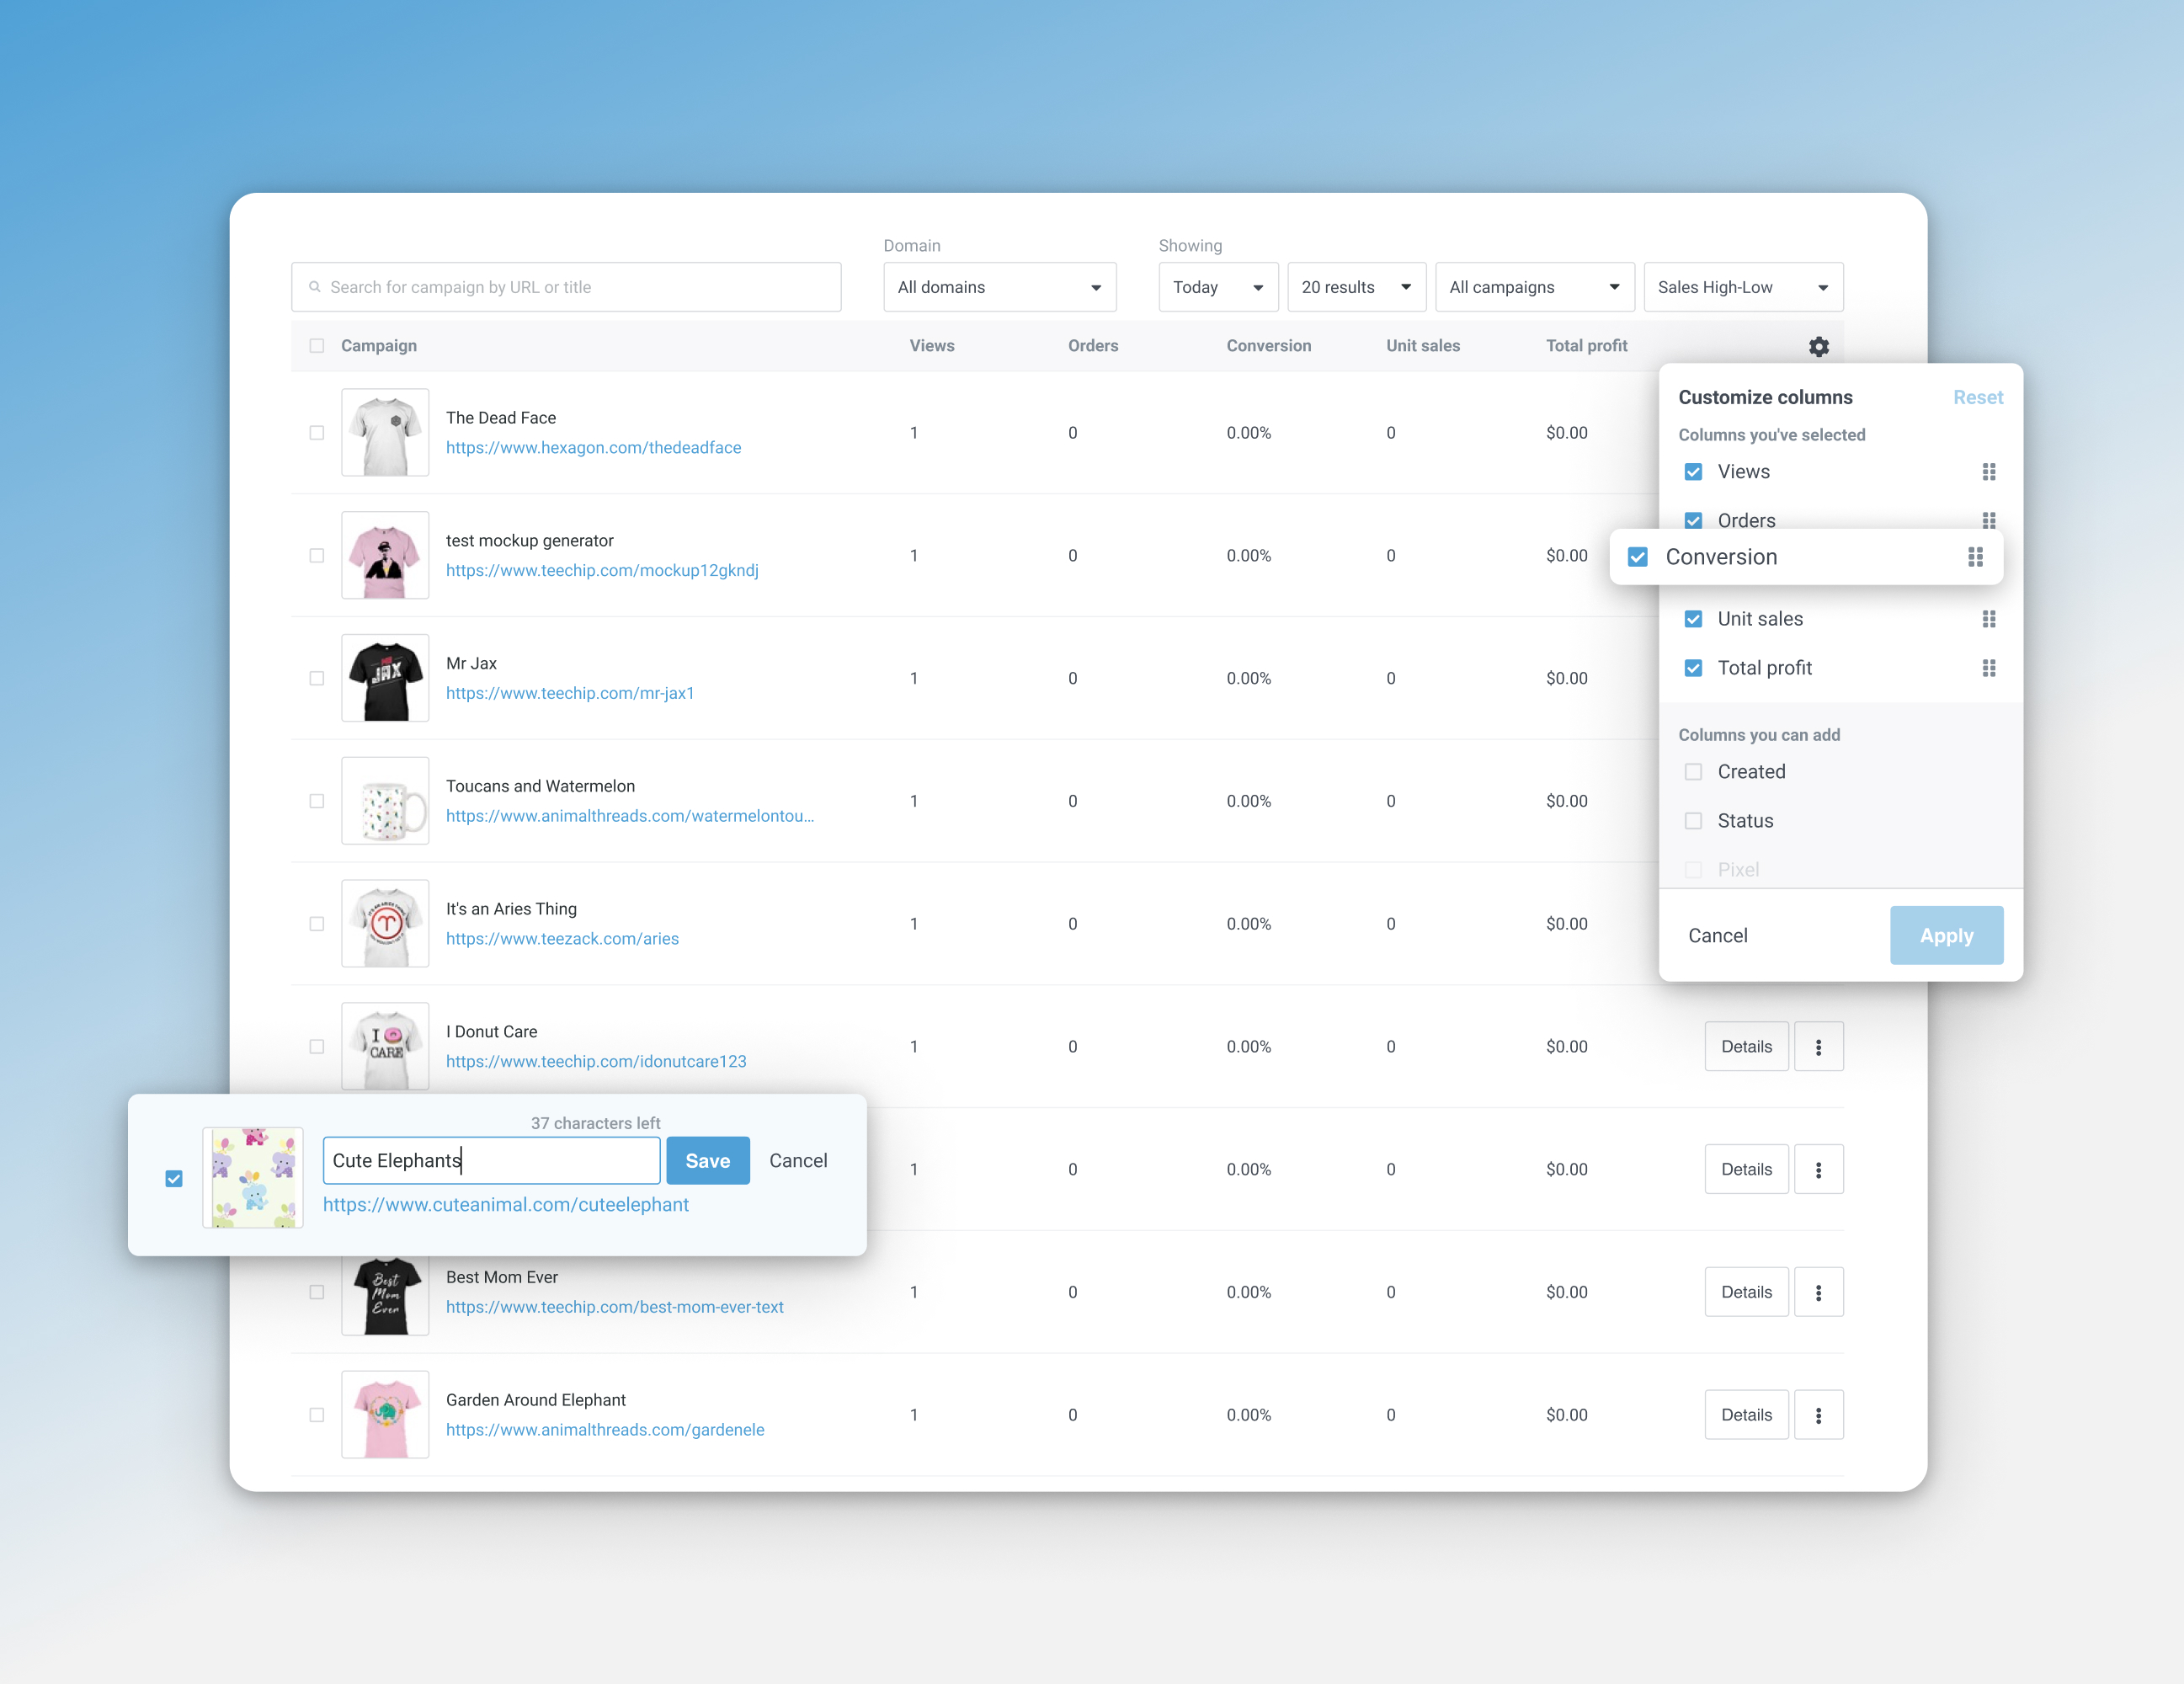 Domain
Showing
Search for campaign by URL or title
All domains
Today
20 results
All campaigns
Sales High-Low
Campaign
Views
Orders
Conversion
Unit sales
Total profit
The Dead Face
https://www.hexagon.com/thedeadface
1
0
0.00%
0
$0.00
test mockup generator
https://www.teechip.com/mockup12gkndj
1
0
0.00%
0
$0.00
JAX
Mr Jax
https://www.teechip.com/mr-jax1
1
0
0.00%
0
$0.00
Toucans and Watermelon
https://www.animalthreads.com/watermelontou...
1
0
0.00%
0
$0.00
It's an Aries Thing
https://www.teezack.com/aries
1
0
0.00%
0
$0.00
I
CARE
I Donut Care
https://www.teechip.com/idonutcare123
1
0
0.00%
0
$0.00
Details
37 characters left
Cute Elephants
Save
Cancel
https://www.cuteanimal.com/cuteelephant
1
0
0.00%
0
$0.00
Details
Best
Mom
Ever
Best Mom Ever
https://www.teechip.com/best-mom-ever-text
1
0
0.00%
0
$0.00
Details
Garden Around Elephant
https://www.animalthreads.com/gardenele
1
0
0.00%
0
$0.00
Details
Customize columns
Reset
Columns you've selected
Views
Orders
Conversion
Unit sales
Total profit
Columns you can add
Created
Status
Pixel
Cancel
Apply